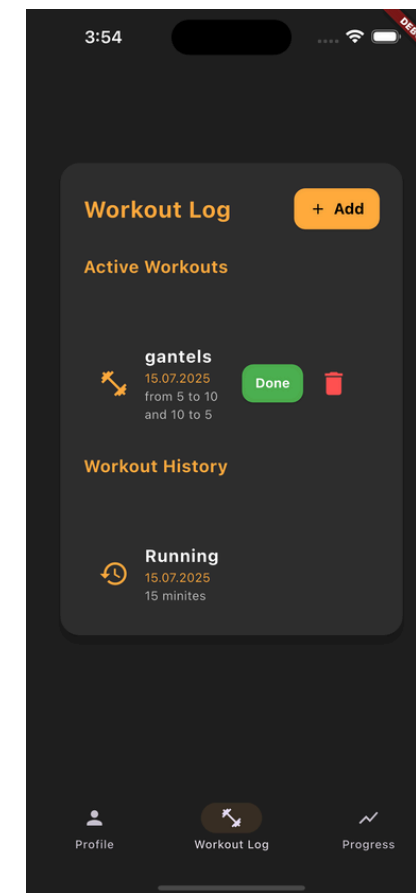 3:54
Workout Log
+ Add
Active Workouts
gantels
15.07.2025
from 5 to 10
and 10 to 5
Done
Workout History
Running
15.07.2025
15 minites
Profile
Workout Log
Progress